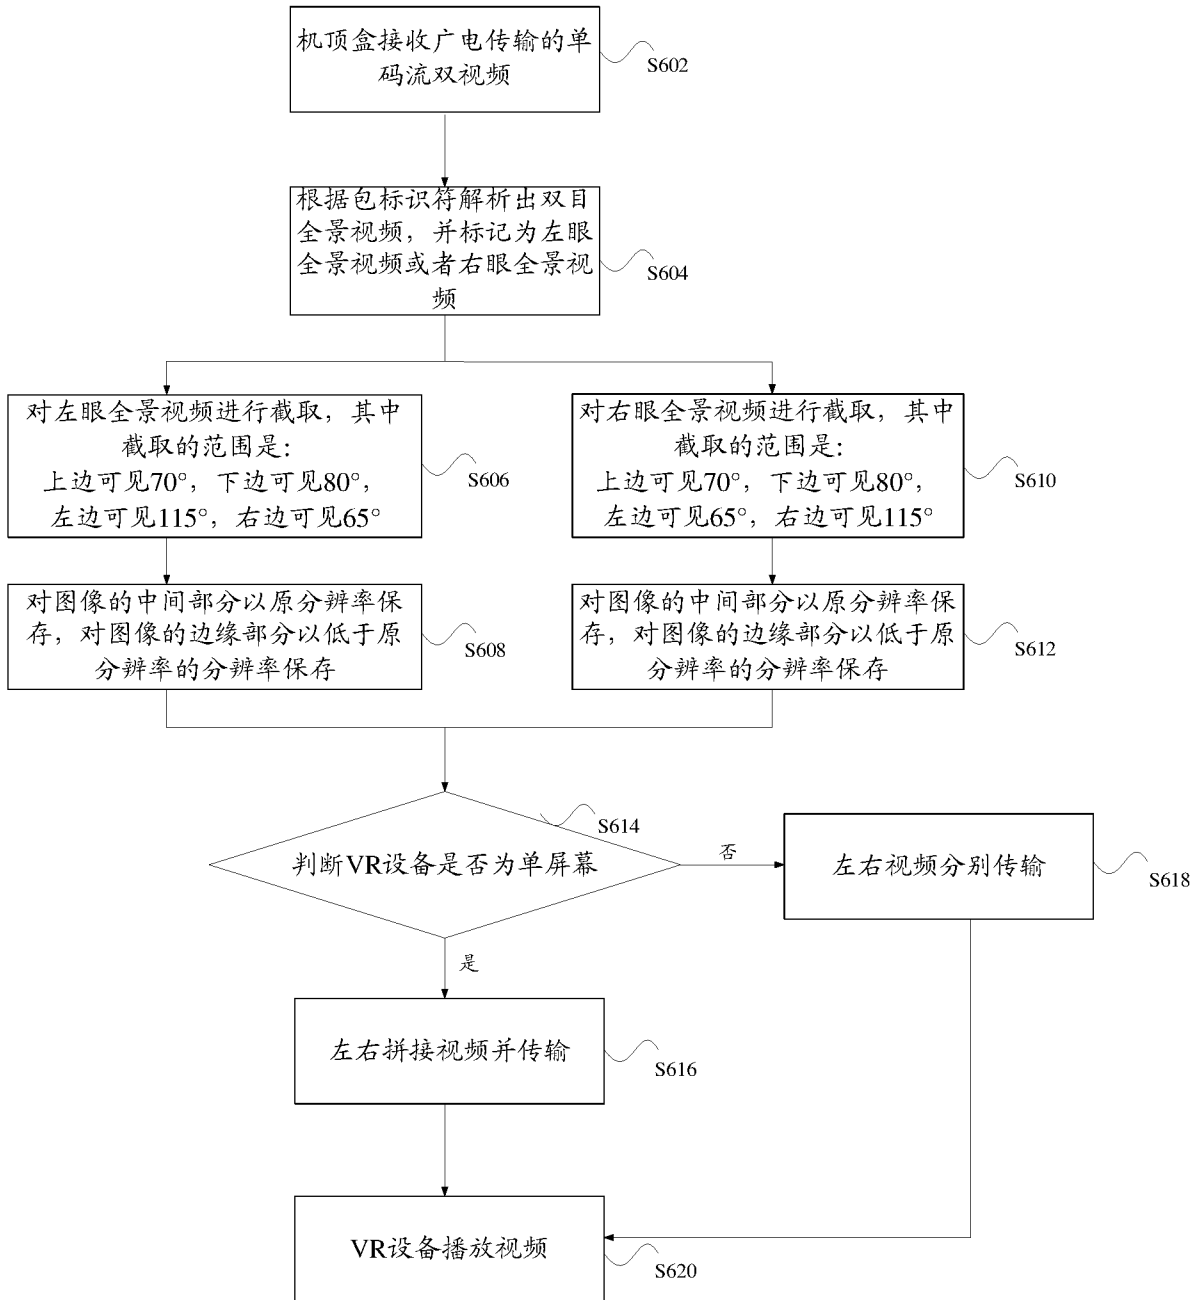 机顶盒接收广电传输的单
码流双视频
S602
根据包标识符解析出双目
全景视频，并标记为左眼
全景视频或者右眼全景视
频
S604
对左眼全景视频进行截取，其中
截取的范围是：
上边可见70°，下边可见80°，
左边可见115°，右边可见65°
S606
对右眼全景视频进行截取，其中
截取的范围是：
上边可见70°，下边可见80°，
左边可见65°，右边可见115°
S610
对图像的中间部分以原分辨率保
存，对图像的边缘部分以低于原
分辨率的分辨率保存
S608
对图像的中间部分以原分辨率保
存，对图像的边缘部分以低于原
分辨率的分辨率保存
S612
S614
判断VR设备是否为单屏幕
否
左右视频分别传输
S618
是
左右拼接视频并传输
S616
VR设备播放视频
S620